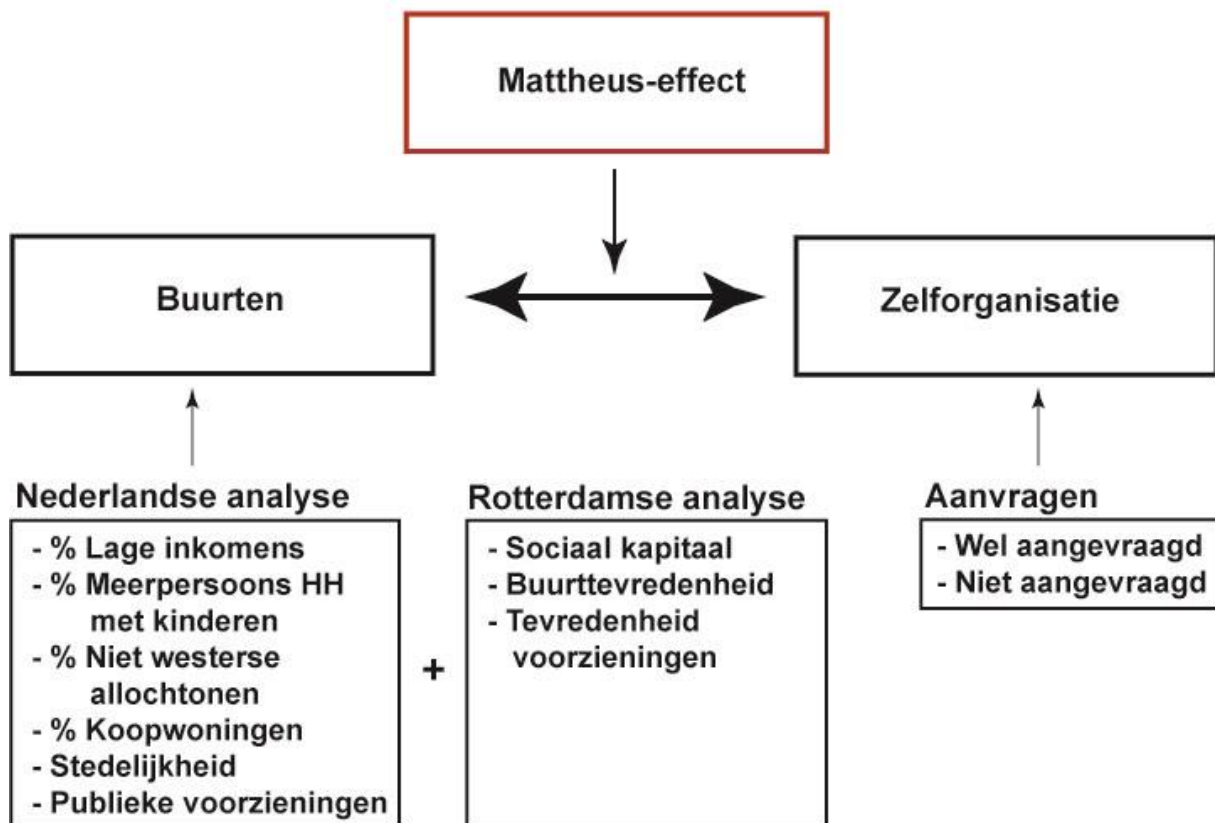 Mattheus-effect
Buurten
Zelforganisatie
Nederlandse analyse
- % Lage inkomens
- % Meerpersoons HH
met kinderen
- % Niet westerse
allochtonen
- % Koopwoningen
- Stedelijkheid
- Publieke voorzieningen
+
Rotterdamse analyse
- Sociaal kapitaal
- Buurttevredenheid
- Tevredenheid
voorzieningen
Aanvragen
- Wel aangevraagd
- Niet aangevraagd